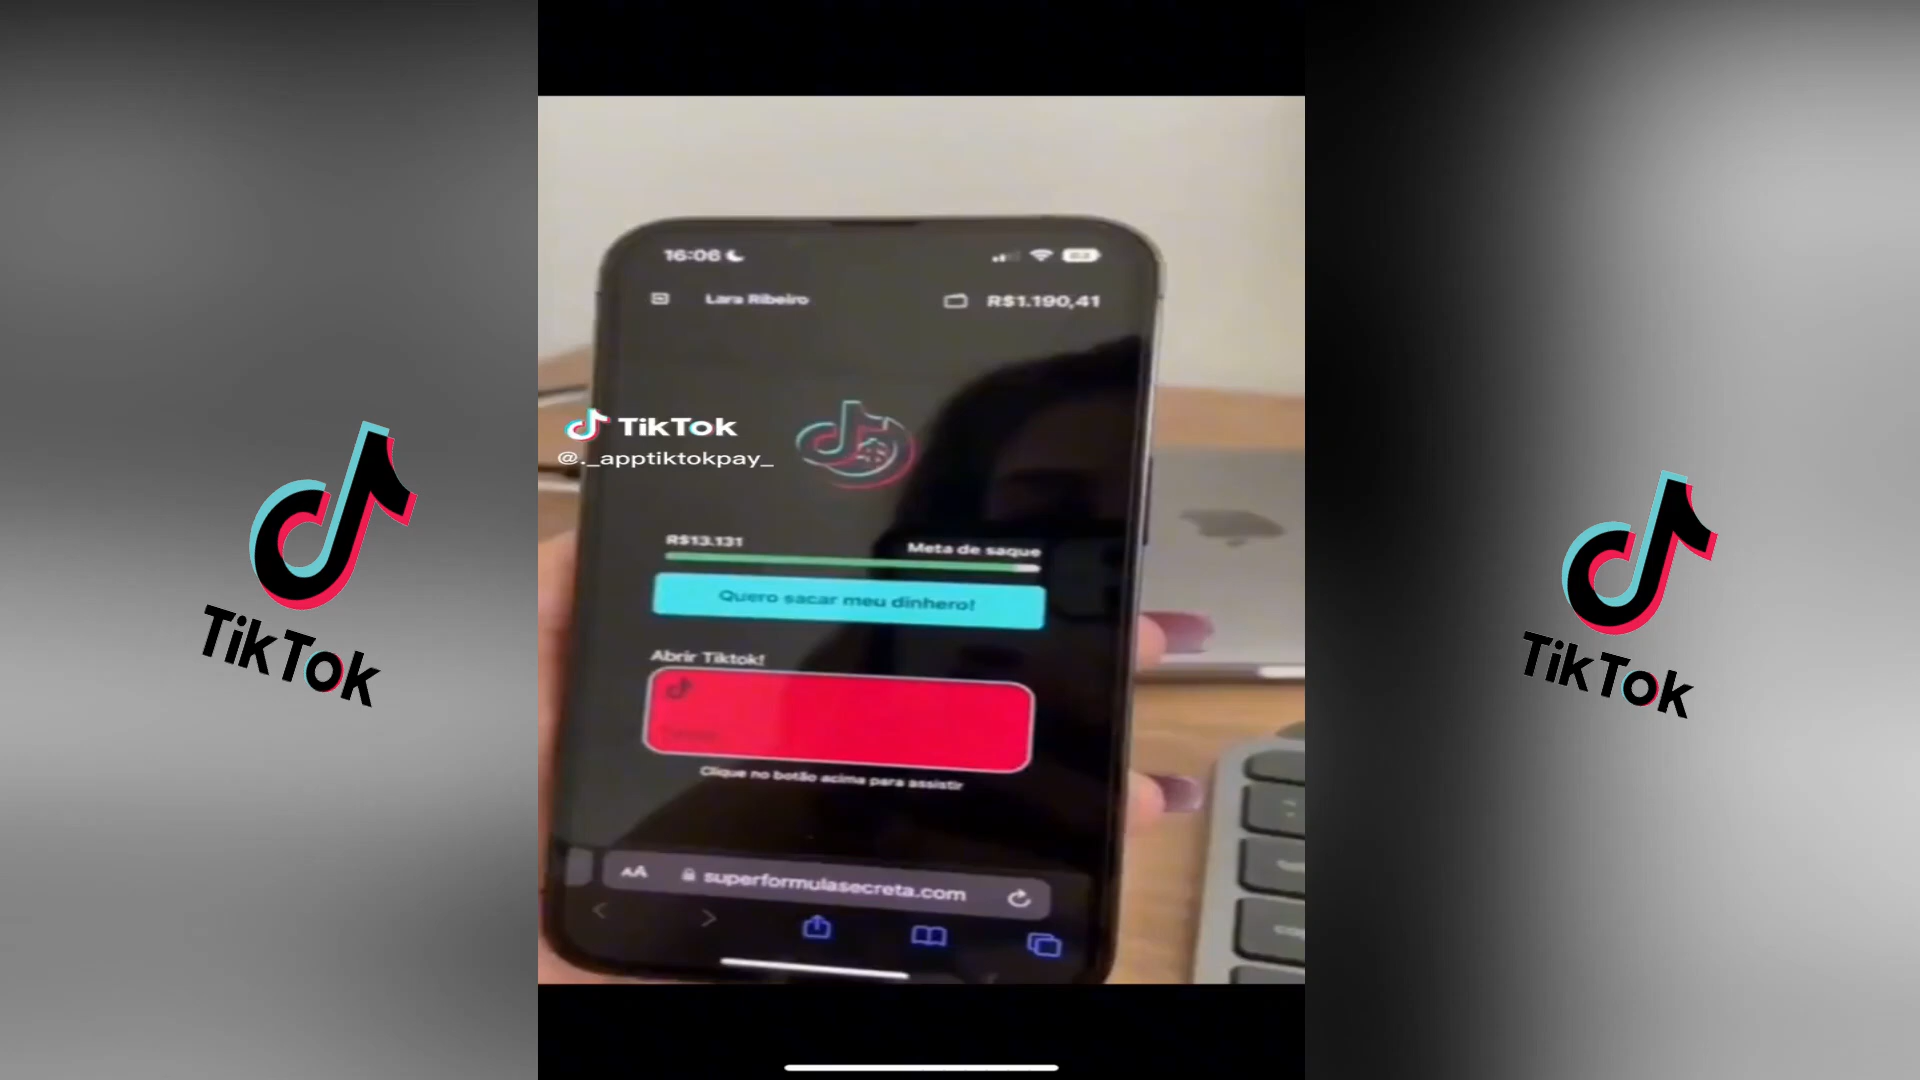 16:06
Lara Ribeiro
R$1.190,41
TikTok
@._apptiktokpay_
R$13.131
Meta de saque
Quero sacar meu dinhero!
Abrir Tiktok!
Clique no botão acima para assistir
AA
superformulasecreta.com
TikTok
TikTok